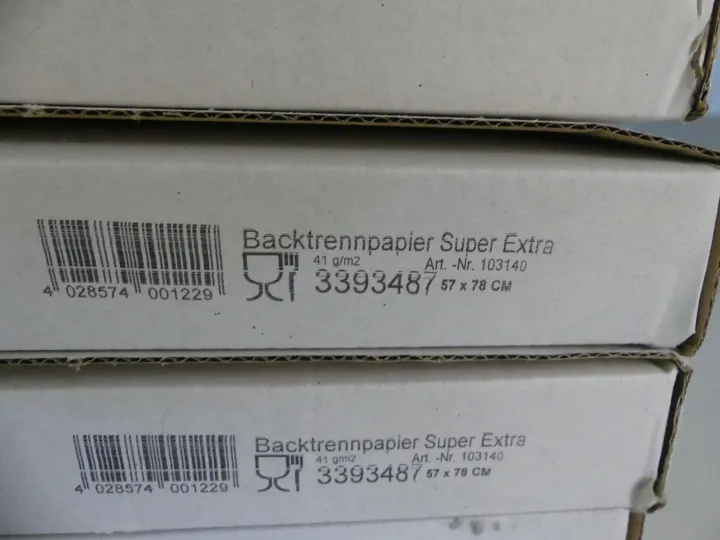 Backtrennpapier Super Extra
41 g/m2 Art. -Nr. 103140
3393487 57 x 78 CM
4 028574 001229
Backtrennpapier Super Extra
41 g/m2 Art. -Nr. 103140
3393487 57 x 78 CM
4 028574 001229